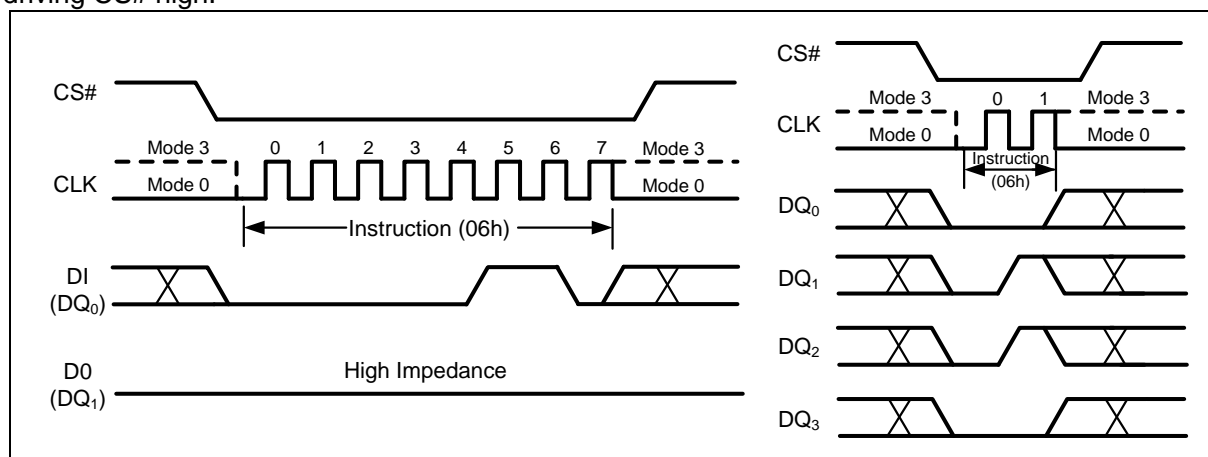 driving CS# high.
CS#
Mode 3 0 1 2 3 4 5 6 7 Mode 3
CLK Mode 0 Mode 0
Instruction (06h)
DI
(DQ0)
D0 High Impedance
(DQ1)
CS#
Mode 3 0 1 Mode 3
CLK Mode 0 Mode 0
Instruction
(06h)
DQ0
DQ1
DQ2
DQ3